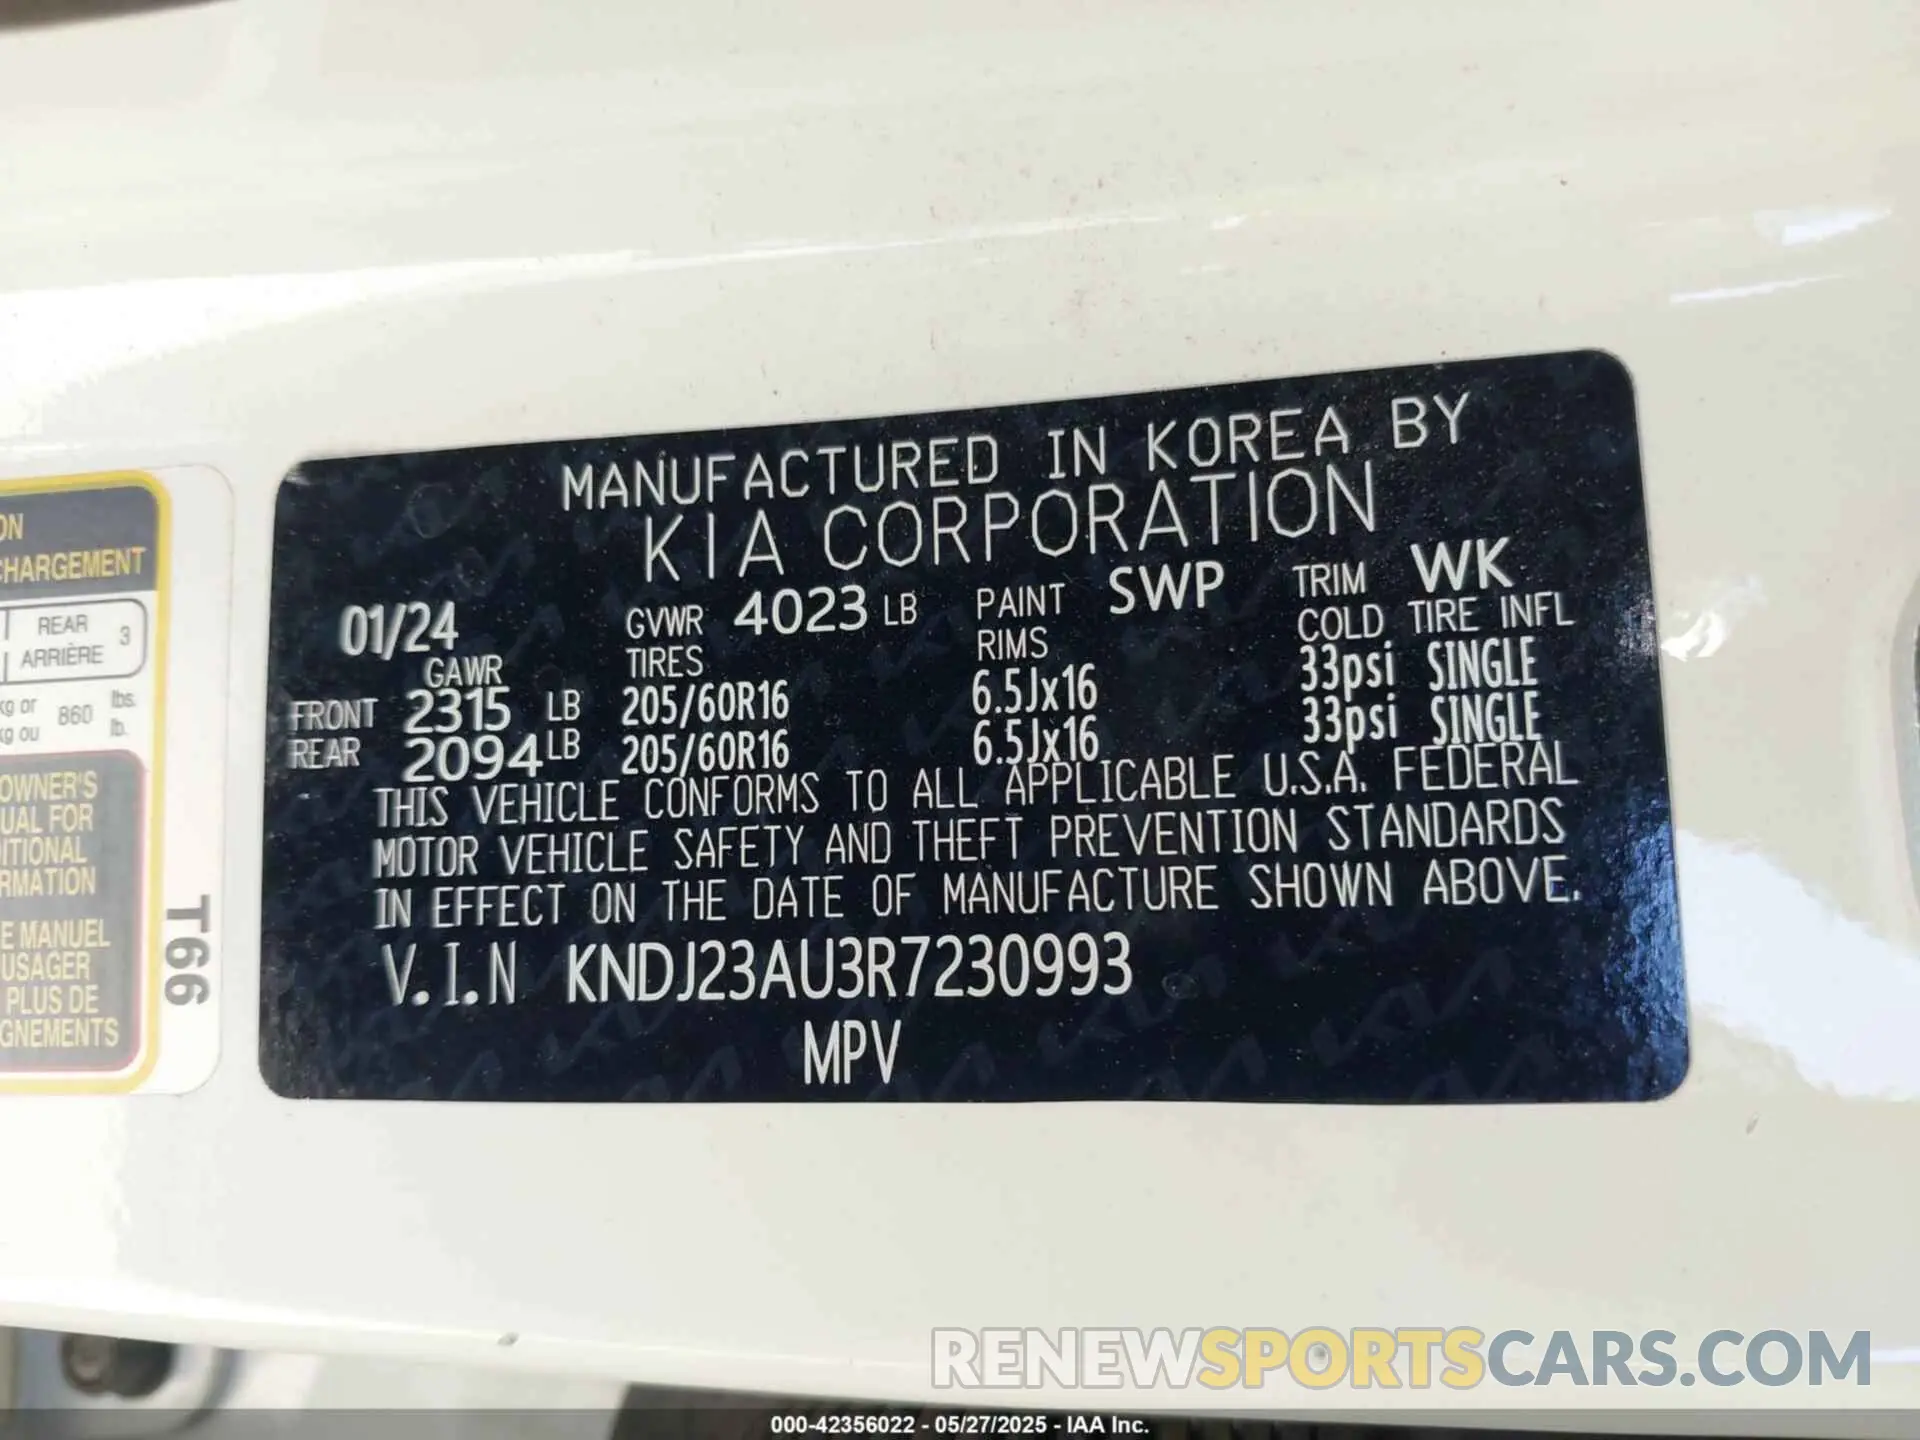 MANUFACTURED IN KOREA BY
KIA CORPORATION
01/24 GVWR 4023 LB PAINT SWP TRIM WK
GAWR TIRES RIMS COLD TIRE INFL
FRONT 2315 LB 205/60R16 6.5Jx16 33psi SINGLE
REAR 2094 LB 205/60R16 6.5Jx16 33psi SINGLE
THIS VEHICLE CONFORMS TO ALL APPLICABLE U.S.A. FEDERAL
MOTOR VEHICLE SAFETY AND THEFT PREVENTION STANDARDS
IN EFFECT ON THE DATE OF MANUFACTURE SHOWN ABOVE.
V.I.N KNDJ23AU3R7230993
MPV
ON
CHARGEMENT
REAR 3
ARRIÈRE
kg or 860 lbs.
kg ou lb.
OWNER'S
UAL FOR
ITIONAL
RMATION
E MANUEL
USAGER
PLUS DE
GNEMENTS
T66
RENEWSPORTSCARS.COM
000-42356022 - 05/27/2025 - IAA Inc.